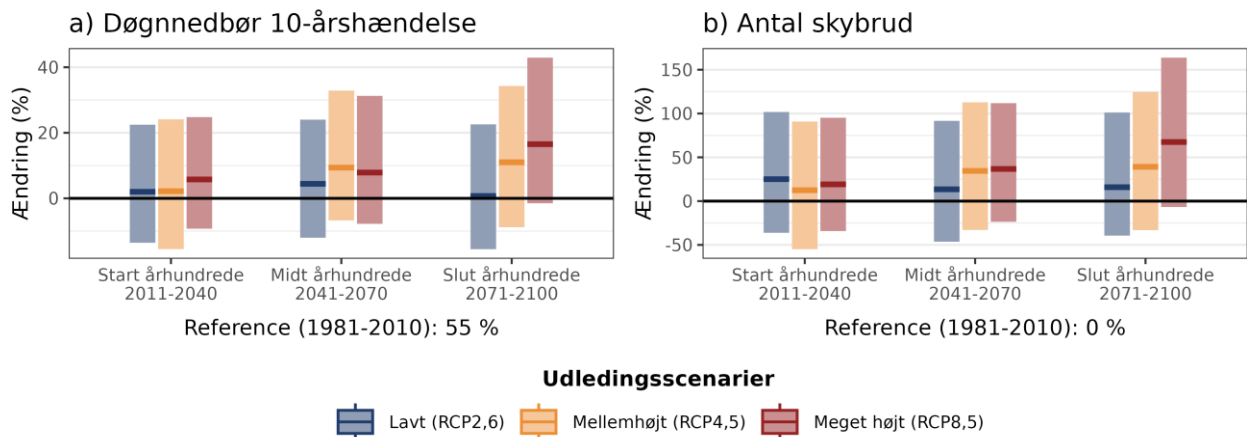 a) Døgnnedbør 10-årshændelse
Ændring (%)
40
20
0
Start århundrede
2011-2040
Midt århundrede
2041-2070
Slut århundrede
2071-2100
Reference (1981-2010): 55 %
b) Antal skybrud
Ændring (%)
150
100
50
0
-50
Start århundrede
2011-2040
Midt århundrede
2041-2070
Slut århundrede
2071-2100
Reference (1981-2010): 0 %
Udledingsscenarier
Lavt (RCP2,6)
Mellemhøjt (RCP4,5)
Meget højt (RCP8,5)